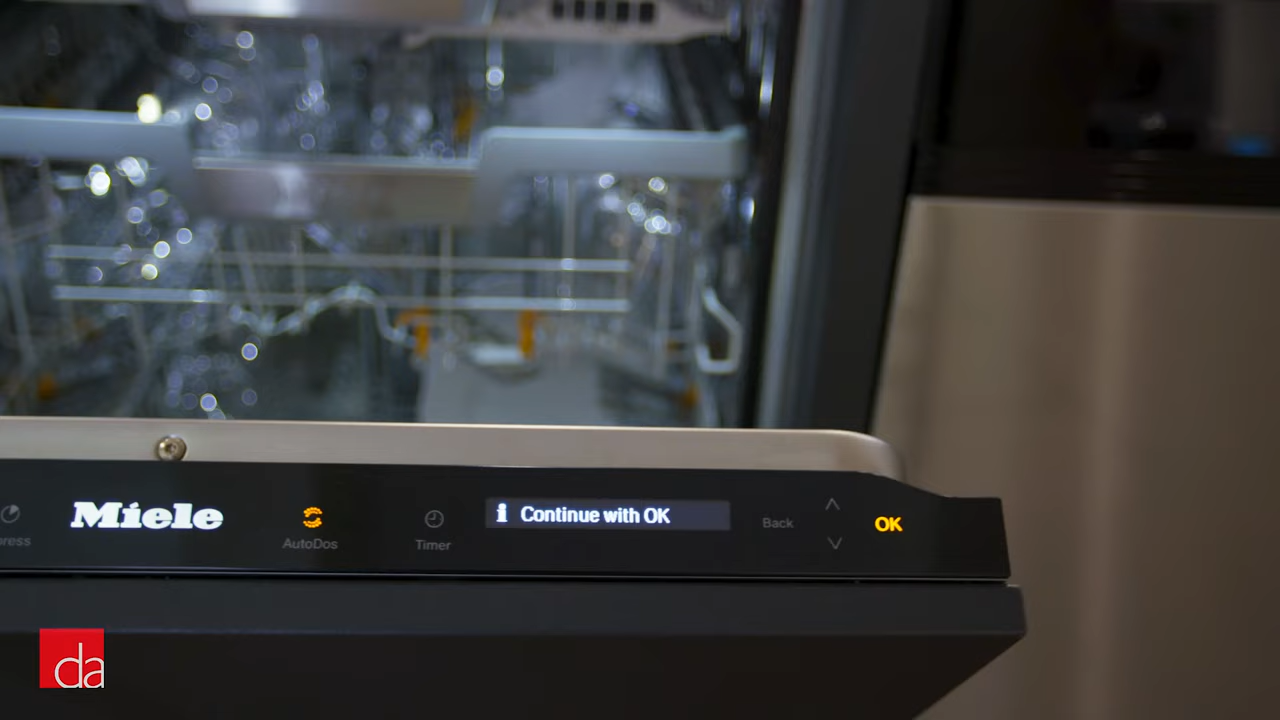 Miele
AutoDos
Timer
i Continue with OK
Back
OK
da